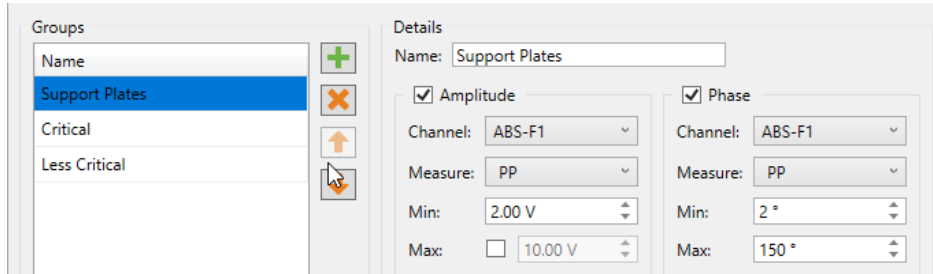 Groups
Name
Support Plates
Critical
Less Critical
Details
Name: Support Plates
Amplitude
Channel: ABS-F1
Measure: PP
Min: 2.00 V
Max: 10.00 V
Phase
Channel: ABS-F1
Measure: PP
Min: 2 °
Max: 150 °